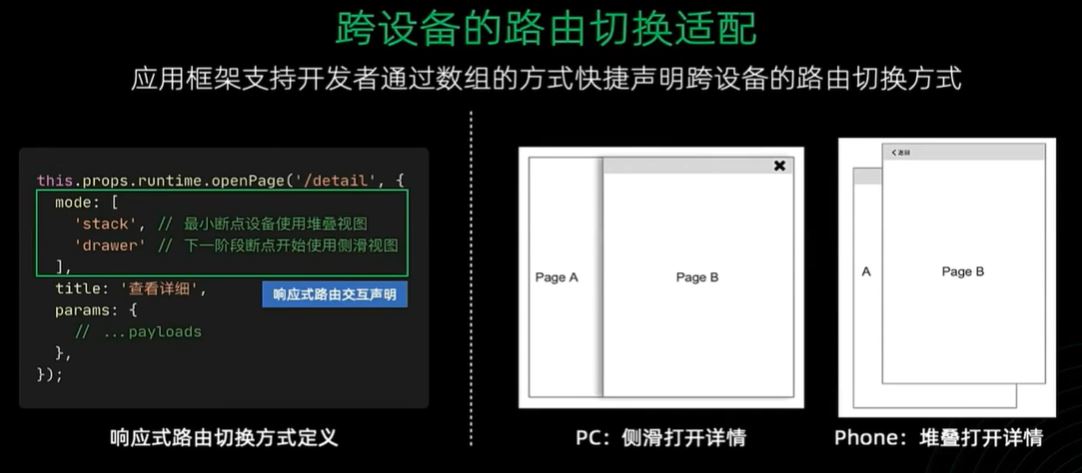 跨设备的路由切换适配
应用框架支持开发者通过数组的方式快捷声明跨设备的路由切换方式
this.props.runtime.openPage('/detail', {
mode: [
'stack', // 最小断点设备使用堆叠视图
'drawer' // 下一阶段断点开始使用侧滑视图
],
title: '查看详细',
响应式路由交互声明
params: {
// ...payloads
},
});
响应式路由切换方式定义
Page A
Page B
PC：侧滑打开详情
<返回
A
Page B
Phone：堆叠打开详情